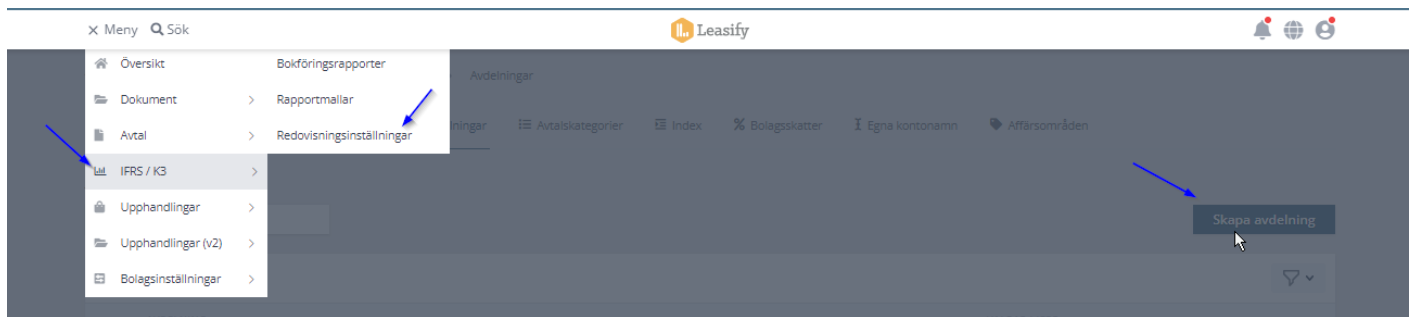 Meny Sök
Leasify
Översikt
Dokument
Avtal
IFRS / K3
Upphandlingar
Upphandlingar (v2)
Bolagsinställningar
Bokföringsrapporter
Rapportmallar
Redovisningsinställningar
Avdelningar
Avtalskategorier Index Bolagsskatter Egna kontonamn Affärsområden
Skapa avdelning